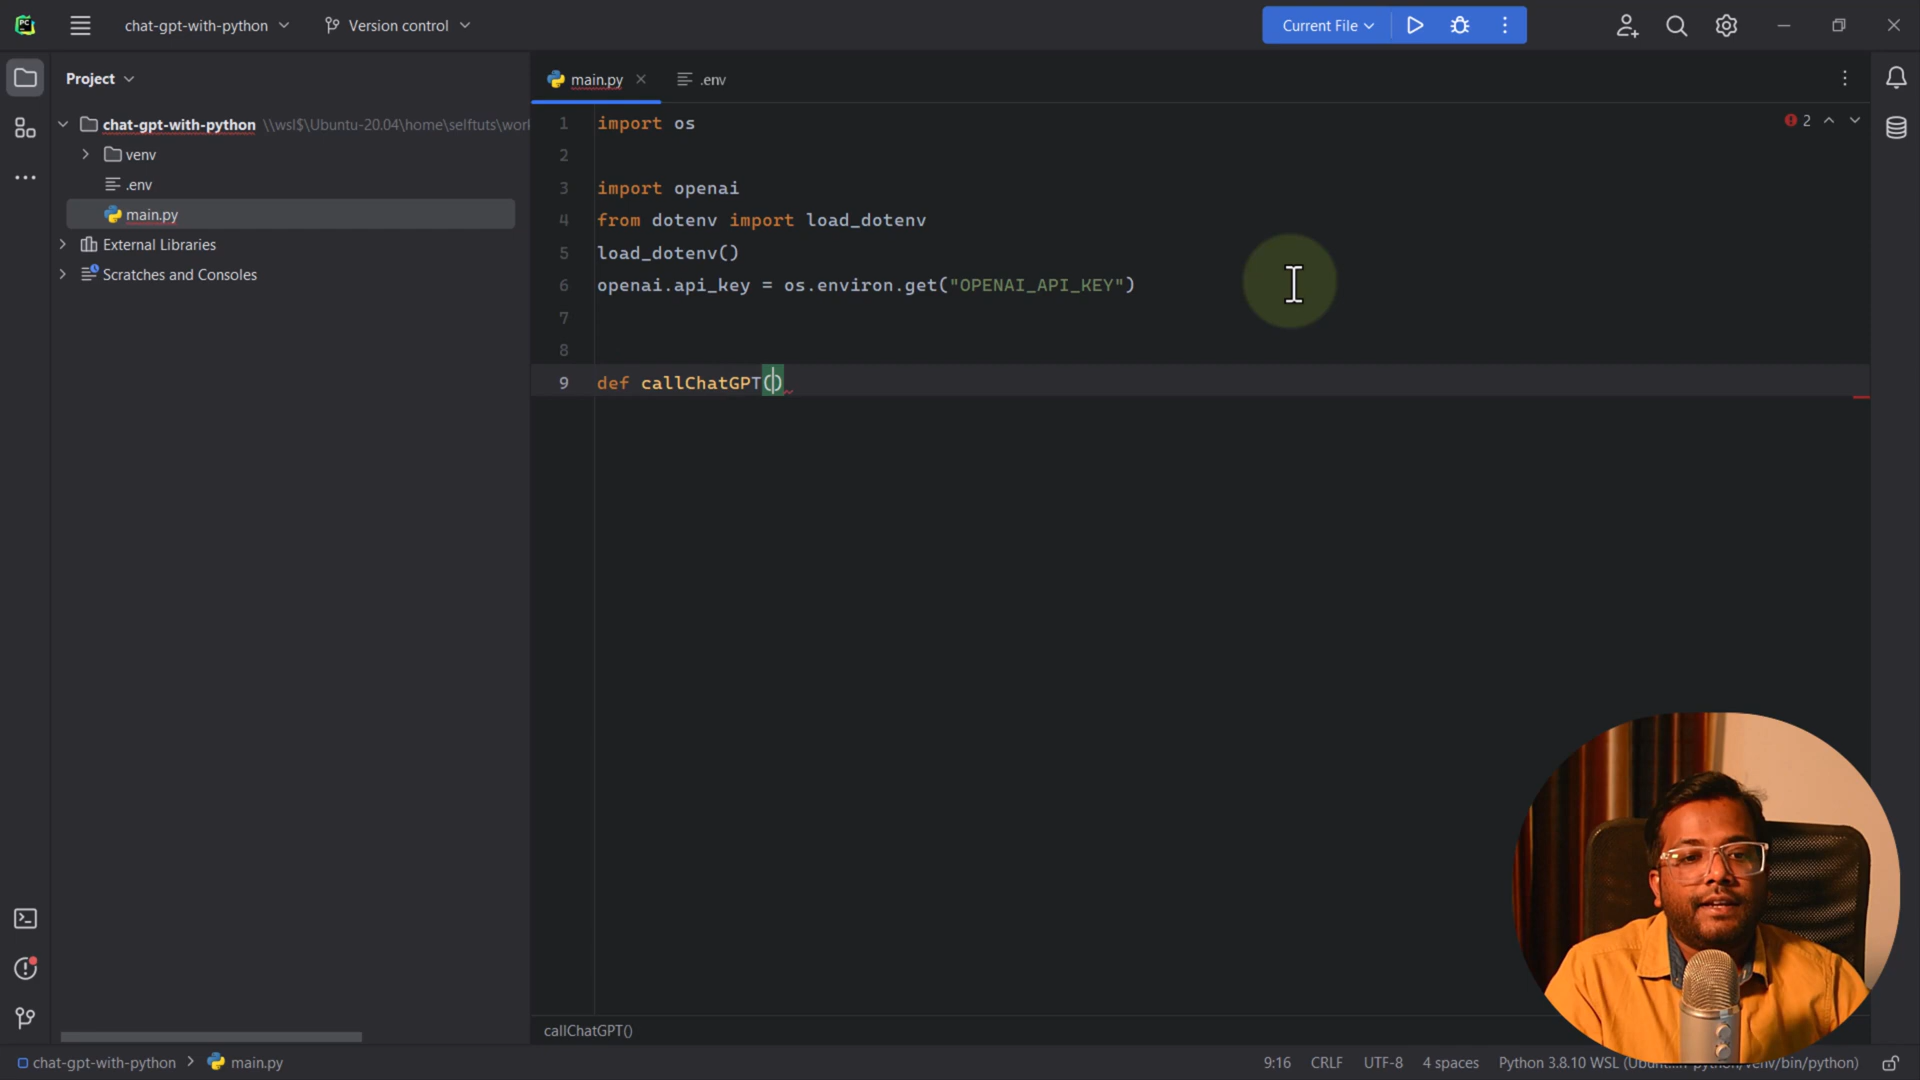 PC
chat-gpt-with-python
Version control
Current File
Project
main.py
.env
chat-gpt-with-python \\wsl$\Ubuntu-20.04\home\selftuts\wor
venv
.env
main.py
External Libraries
Scratches and Consoles
2
1 import os
2
3 import openai
4 from dotenv import load_dotenv
5 load_dotenv()
6 openai.api_key = os.environ.get("OPENAI_API_KEY")
7
8
9 def callChatGPT()
callChatGPT()
chat-gpt-with-python > main.py
9:16 CRLF UTF-8 4 spaces Python 3.8.10 WSL (Ubun python/venv/bin/python)